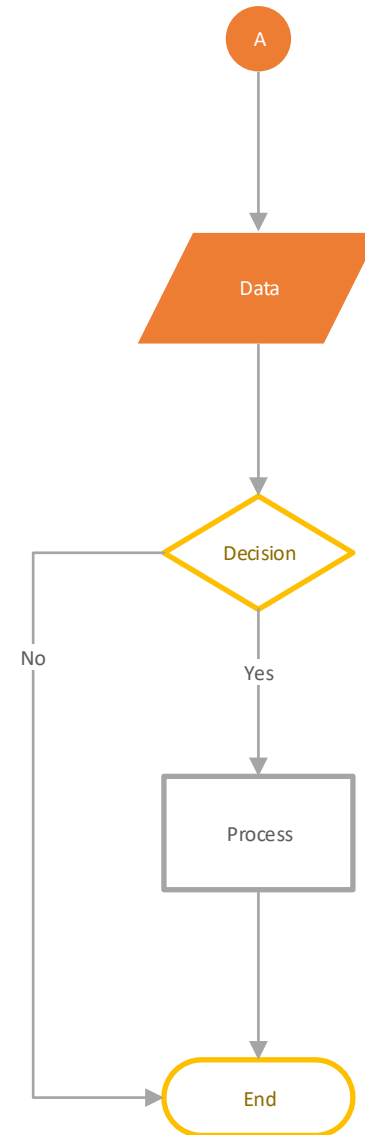 A
Data
Decision
No
Yes
Process
End